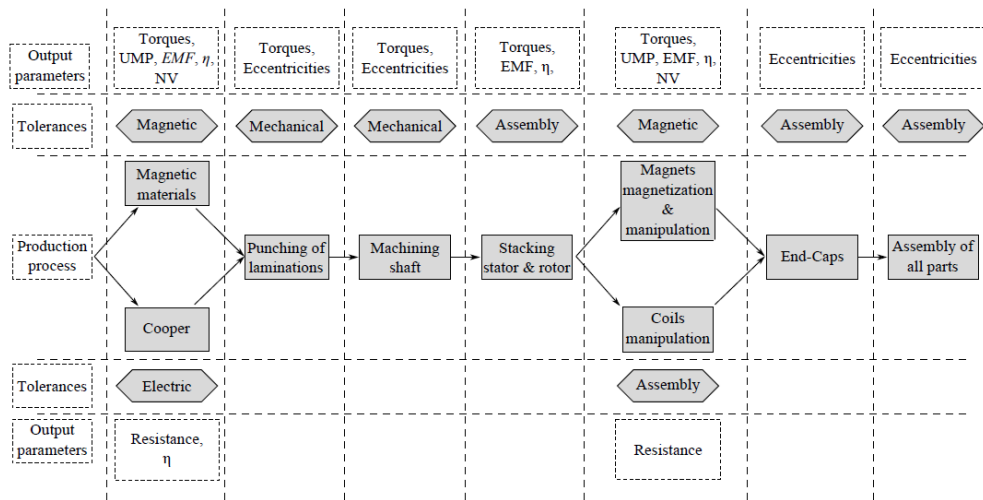 Output
parameters
Torques,
UMP, EMF, η,
NV
Torques,
Eccentricities
Torques,
Eccentricities
Torques,
EMF, η,
Torques,
UMP, EMF, η,
NV
Eccentricities
Eccentricities
Tolerances
Magnetic
Mechanical
Mechanical
Assembly
Magnetic
Assembly
Assembly
Production
process
Magnetic
materials
Cooper
Punching of
laminations
Machining
shaft
Stacking
stator & rotor
Magnets
magnetization
&
manipulation
Coils
manipulation
End-Caps
Assembly of
all parts
Tolerances
Electric
Assembly
Output
parameters
Resistance,
η
Resistance